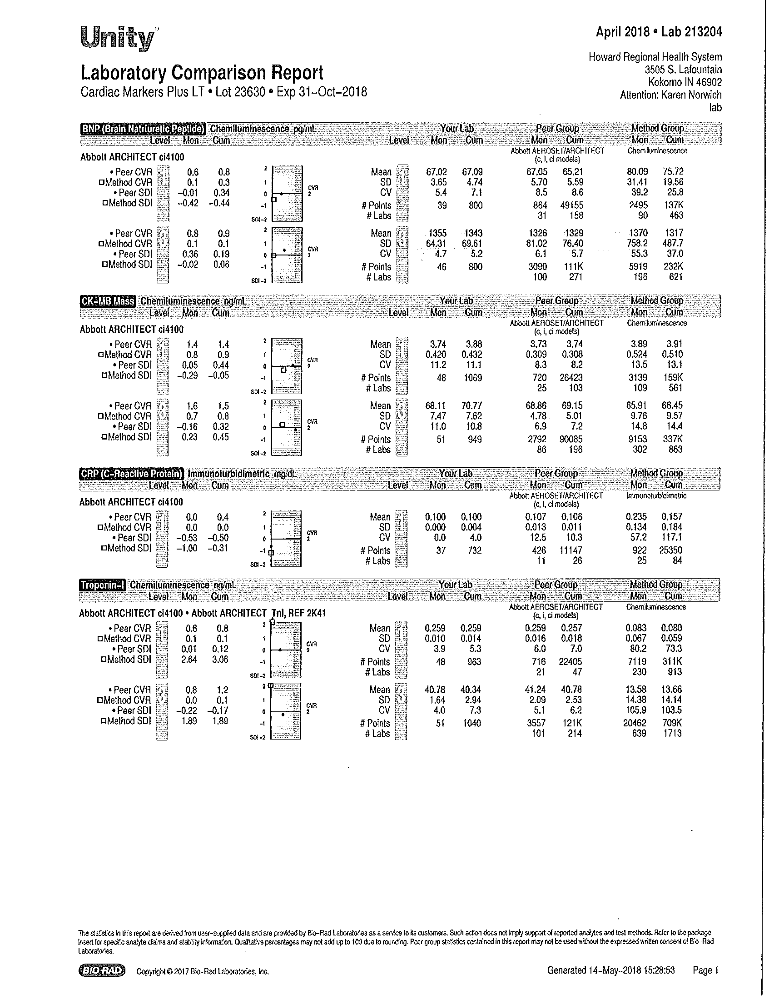 Unity™
April 2018 • Lab 213204
Howard Regional Health System
Laboratory Comparison Report
3505 S. Lafountain
Kokomo IN 46902
Cardiac Markers Plus LT • Lot 23630 • Exp 31-Oct-2018
Attention: Karen Norwich
lab
BNP (Brain Natriuretic Peptide) Chemiluminescence pg/mL Your Lab Peer Group Method Group
Level Mon Cum Level Mon Cum Mon Cum Mon Cum
Abbott AEROSET/ARCHITECT Chemiluminescence
Abbott ARCHITECT ci4100 (c, i, ci models)
• Peer CVR 1 0.6 0.8 2 Mean 1 67.02 67.09 67.05 65.21 80.09 75.72
□Method CVR 0.1 0.3 1 SD 3.65 4.74 5.70 5.59 31.41 19.56
• Peer SDI -0.01 0.34 0 CVR 2 CV 5.4 7.1 8.5 8.6 39.2 25.8
□Method SDI -0.42 -0.44 -1 # Points 39 800 864 49155 2495 137K
SDI -2 # Labs 31 158 90 463
• Peer CVR 3 0.8 0.9 2 Mean 3 1355 1343 1326 1329 1370 1317
□Method CVR 0.1 0.1 1 SD 64.31 69.61 81.02 76.40 758.2 487.7
• Peer SDI 0.36 0.19 0 CVR 2 CV 4.7 5.2 6.1 5.7 55.3 37.0
□Method SDI -0.02 0.06 -1 # Points 46 800 3090 111K 5919 232K
SDI -2 # Labs 100 271 196 621
CK-MB Mass Chemiluminescence ng/mL Your Lab Peer Group Method Group
Level Mon Cum Level Mon Cum Mon Cum Mon Cum
Abbott AEROSET/ARCHITECT Chemiluminescence
Abbott ARCHITECT ci4100 (c, i, ci models)
• Peer CVR 1 1.4 1.4 2 Mean 1 3.74 3.88 3.73 3.74 3.89 3.91
□Method CVR 0.8 0.9 1 SD 0.420 0.432 0.309 0.308 0.524 0.510
• Peer SDI 0.05 0.44 0 CVR 2 CV 11.2 11.1 8.3 8.2 13.5 13.1
□Method SDI -0.29 -0.05 -1 # Points 48 1069 720 26423 3139 159K
SDI -2 # Labs 25 103 109 561
• Peer CVR 3 1.6 1.5 2 Mean 3 68.11 70.77 68.86 69.15 65.91 66.45
□Method CVR 0.7 0.8 1 SD 7.47 7.62 4.78 5.01 9.76 9.57
• Peer SDI -0.16 0.32 0 CVR 2 CV 11.0 10.8 6.9 7.2 14.8 14.4
□Method SDI 0.23 0.45 -1 # Points 51 949 2792 90085 9153 337K
SDI -2 # Labs 86 196 302 863
CRP (C-Reactive Protein) Immunoturbidimetric mg/dL Your Lab Peer Group Method Group
Level Mon Cum Level Mon Cum Mon Cum Mon Cum
Abbott AEROSET/ARCHITECT Immunoturbidimetric
Abbott ARCHITECT ci4100 (c, i, ci models)
• Peer CVR 1 0.0 0.4 2 Mean 1 0.100 0.100 0.107 0.106 0.235 0.157
□Method CVR 0.0 0.0 1 SD 0.000 0.004 0.013 0.011 0.134 0.184
• Peer SDI -0.53 -0.50 0 CVR 2 CV 0.0 4.0 12.5 10.3 57.2 117.1
□Method SDI -1.00 -0.31 -1 # Points 37 732 426 11147 922 25350
SDI -2 # Labs 11 26 25 84
Troponin-I Chemiluminescence ng/mL Your Lab Peer Group Method Group
Level Mon Cum Level Mon Cum Mon Cum Mon Cum
Abbott AEROSET/ARCHITECT Chemiluminescence
Abbott ARCHITECT ci4100 • Abbott ARCHITECT TnI, REF 2K41 (c, i, ci models)
• Peer CVR 1 0.6 0.8 2 Mean 1 0.259 0.259 0.259 0.257 0.083 0.080
□Method CVR 0.1 0.1 1 SD 0.010 0.014 0.016 0.018 0.067 0.059
• Peer SDI 0.01 0.12 0 CVR 2 CV 3.9 5.3 6.0 7.0 80.2 73.3
□Method SDI 2.64 3.06 -1 # Points 48 963 716 22405 7119 311K
SDI -2 # Labs 21 47 230 913
• Peer CVR 3 0.8 1.2 2 Mean 3 40.78 40.34 41.24 40.78 13.58 13.66
□Method CVR 0.0 0.1 1 SD 1.64 2.94 2.09 2.53 14.38 14.14
• Peer SDI -0.22 -0.17 0 CVR 2 CV 4.0 7.3 5.1 6.2 105.9 103.5
□Method SDI 1.89 1.89 -1 # Points 51 1040 3557 121K 20462 709K
SDI -2 # Labs 101 214 639 1713
The statistics in this report are derived from user-supplied data and are provided by Bio-Rad Laboratories as a service to its customers. Such action does not imply support of reported analytes and test methods. Refer to the package
insert for specific analyte claims and stability information. Qualitative percentages may not add up to 100 due to rounding. Peer group statistics contained in this report may not be used without the expressed written consent of Bio-Rad
Laboratories.
BIO-RAD Copyright © 2017 Bio-Rad Laboratories, Inc. Generated 14-May-2018 15:28:53 Page 1